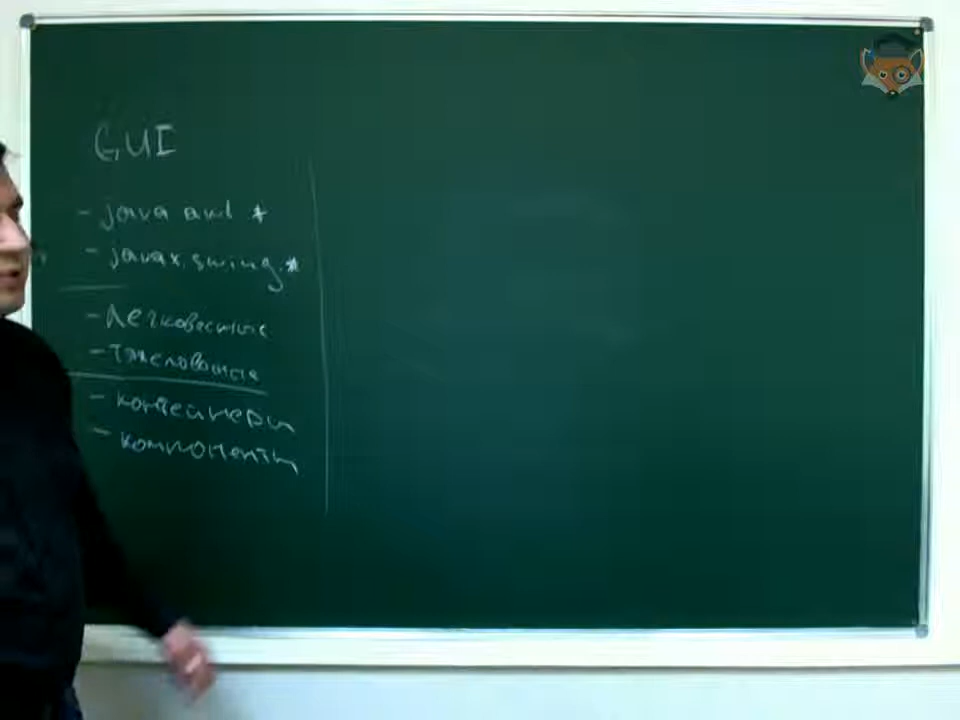 GUI
- java awt *
- javax.swing.*
- Легковесные
- Тяжеловесные
- контейнеры
- компоненты